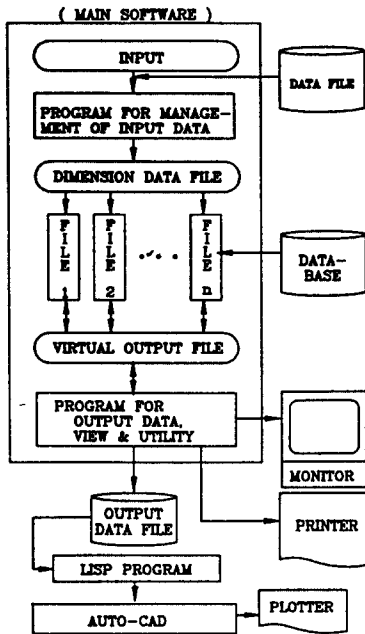 ( MAIN SOFTWARE )
INPUT
DATA FILE
PROGRAM FOR MANAGE-
MENT OF INPUT DATA
DIMENSION DATA FILE
FILE 1
FILE 2
. . . .
FILE n
DATA-
BASE
VIRTUAL OUTPUT FILE
PROGRAM FOR
OUTPUT DATA,
VIEW & UTILITY
MONITOR
OUTPUT
DATA FILE
PRINTER
LISP PROGRAM
AUTO-CAD
PLOTTER